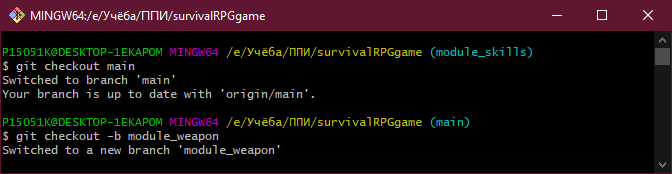 MINGW64:/e/Учёба/ППИ/survivalRPGgame
P15051K@DESKTOP-1EKAPOM MINGW64 /e/Учёба/ППИ/survivalRPGgame (module_skills)
$ git checkout main
Switched to branch 'main'
Your branch is up to date with 'origin/main'.
P15051K@DESKTOP-1EKAPOM MINGW64 /e/Учёба/ППИ/survivalRPGgame (main)
$ git checkout -b module_weapon
Switched to a new branch 'module_weapon'